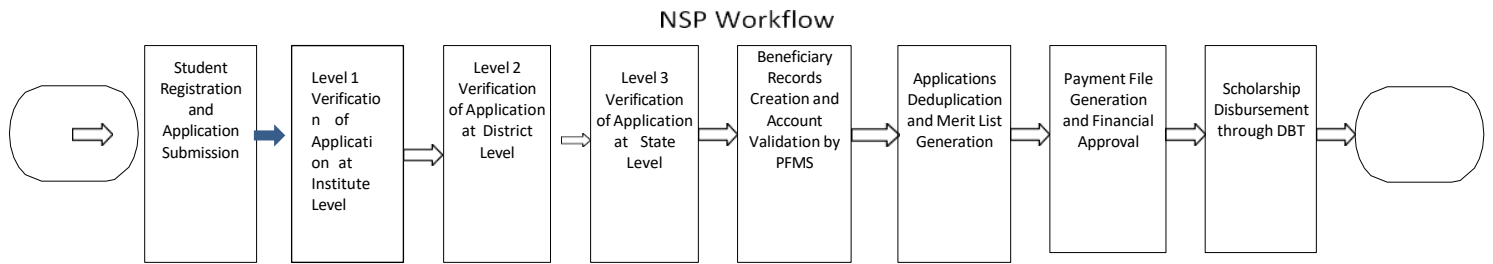 NSP Workflow
Student
Registration
and
Application
Submission
Level 1
Verificatio
n of
Applicati
on at
Institute
Level
Level 2
Verification
of Application
at District
Level
Level 3
Verification
of Application
at State
Level
Beneficiary
Records
Creation and
Account
Validation by
PFMS
Applications
Deduplication
and Merit List
Generation
Payment File
Generation
and Financial
Approval
Scholarship
Disbursement
through DBT